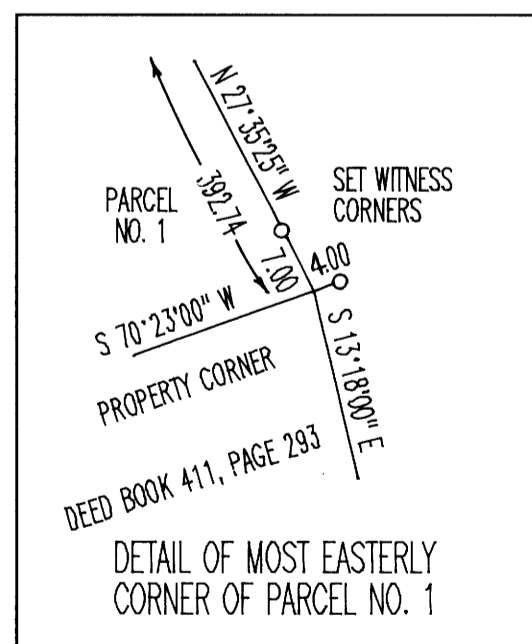 N 27°35'25" W
392.74
PARCEL
NO. 1
SET WITNESS
CORNERS
7.00
4.00
S 70°23'00" W
S 13°18'00" E
PROPERTY CORNER
DEED BOOK 411, PAGE 293
DETAIL OF MOST EASTERLY
CORNER OF PARCEL NO. 1